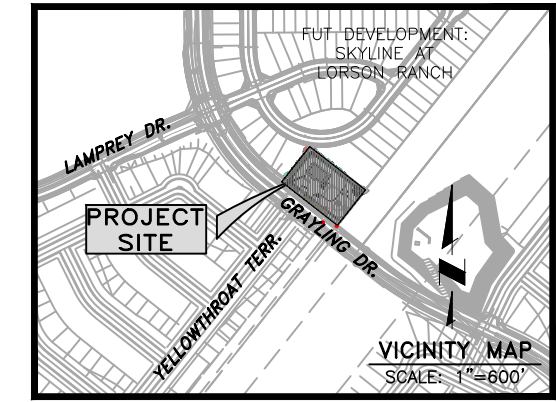 FUT DEVELOPMENT:
SKYLINE AT
LORSON RANCH
LAMPREY DR.
PROJECT
SITE
GRAYLING DR.
YELLOWTHROAT TERR.
VICINITY MAP
SCALE: 1"=600'